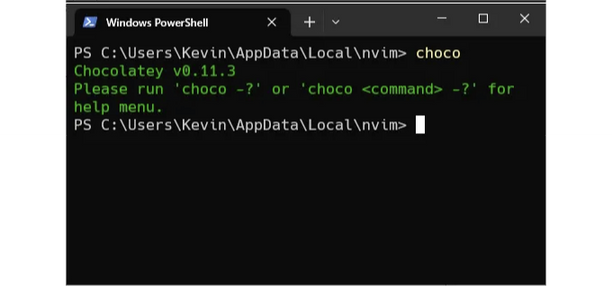 Windows PowerShell
PS C:\Users\Kevin\AppData\Local\nvim> choco
Chocolatey v0.11.3
Please run 'choco -?' or 'choco <command> -?' for
help menu.
PS C:\Users\Kevin\AppData\Local\nvim>